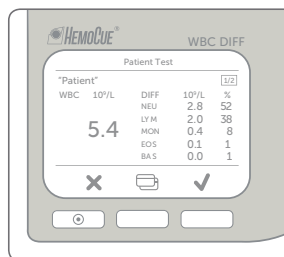 HemoCue®
WBC DIFF
Patient Test
"Patient" 1/2
WBC 10⁹/L DIFF 10⁹/L %
NEU 2.8 52
5.4 LYM 2.0 38
MON 0.4 8
EOS 0.1 1
BAS 0.0 1